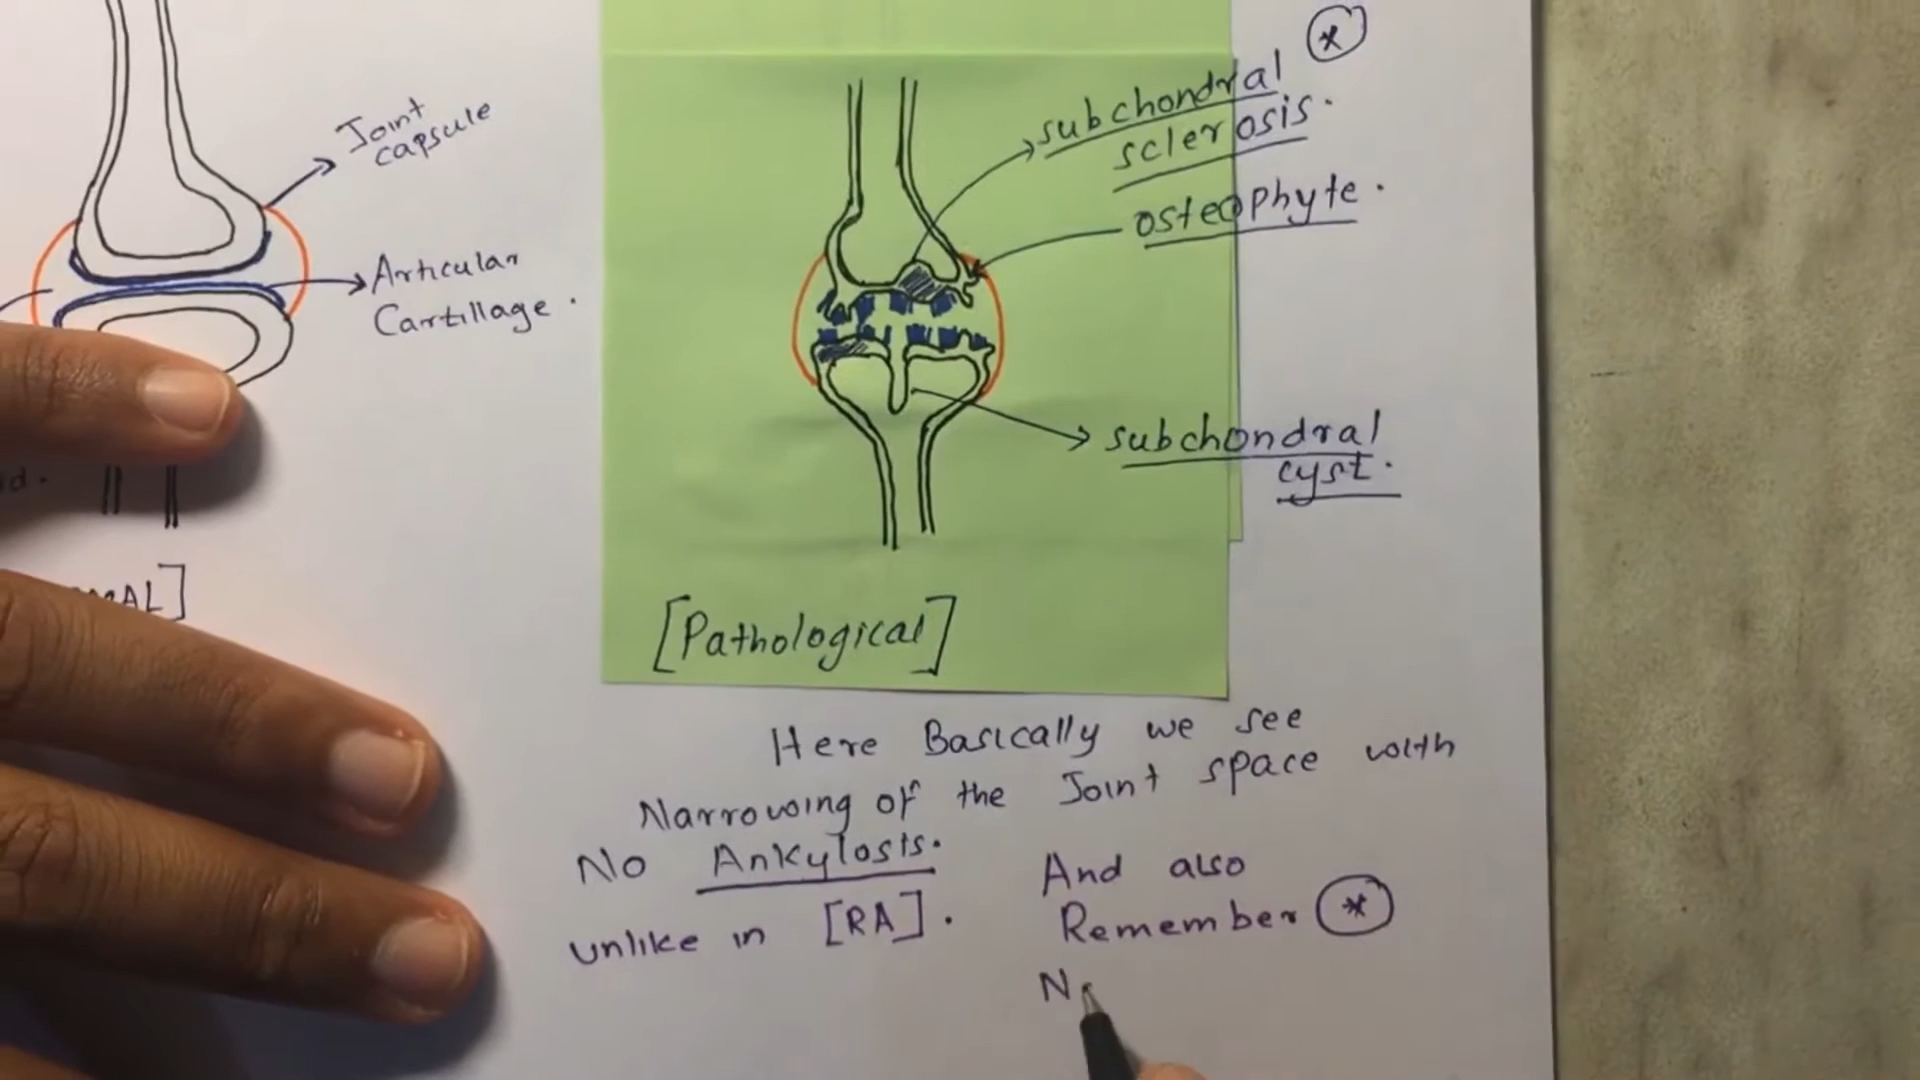 Joint
capsule
Articular
Cartillage.
subchondral
sclerosis.
osteophyte.
subchondral
cyst.
[Pathological]
Here Basically we see
Narrowing of the Joint space with
No Ankylosis.
unlike in [RA].
And also
Remember
N